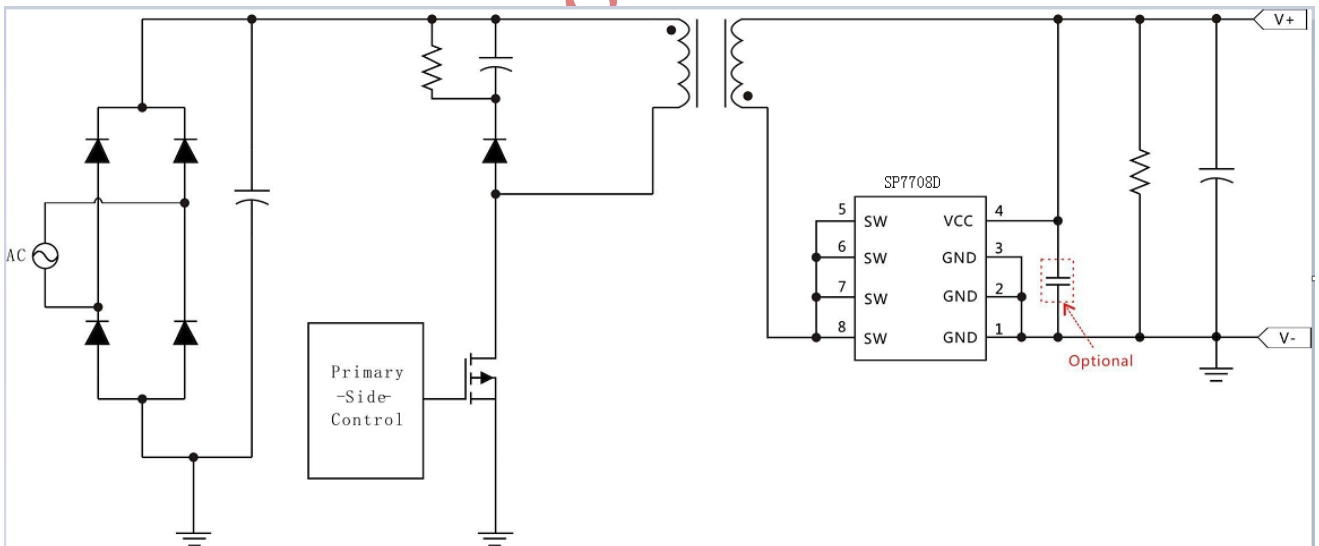 V+
SP7708D
5 SW VCC 4
6 SW GND 3
AC
7 SW GND 2
8 SW GND 1
V-
Optional
Primary
-Side-
Control